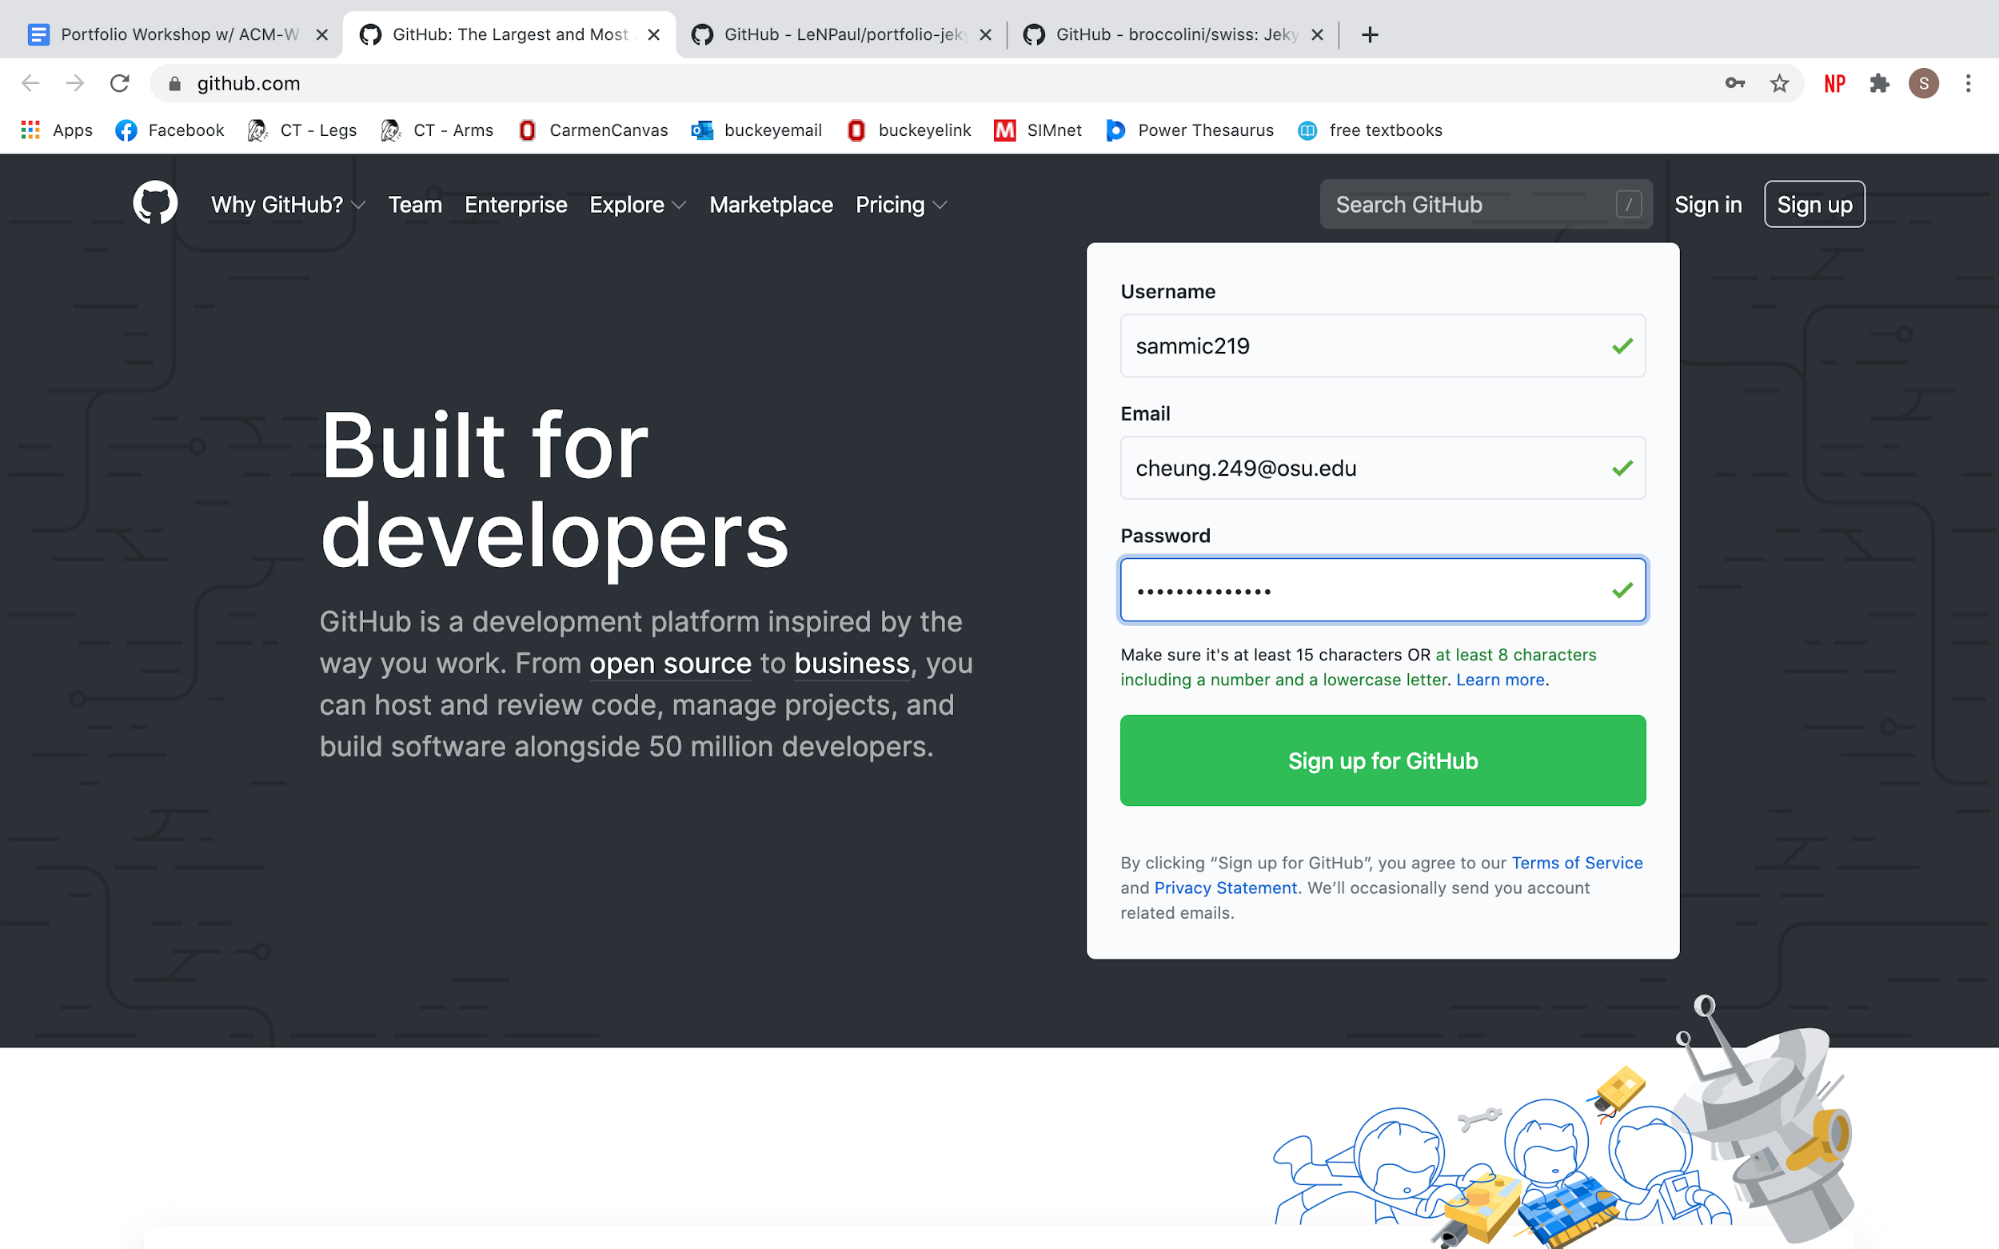 Portfolio Workshop w/ ACM-W
GitHub: The Largest and Most
GitHub - LeNPaul/portfolio-jeky
GitHub - broccolini/swiss: Jeky
github.com
NP
S
Apps
Facebook
CT - Legs
CT - Arms
CarmenCanvas
buckeyemail
buckeyelink
SIMnet
Power Thesaurus
free textbooks
Why GitHub?
Team
Enterprise
Explore
Marketplace
Pricing
Search GitHub
/
Sign in
Sign up
Built for
developers
GitHub is a development platform inspired by the
way you work. From open source to business, you
can host and review code, manage projects, and
build software alongside 50 million developers.
Username
sammic219
Email
cheung.249@osu.edu
Password
••••••••••••••
Make sure it's at least 15 characters OR at least 8 characters
including a number and a lowercase letter. Learn more.
Sign up for GitHub
By clicking “Sign up for GitHub”, you agree to our Terms of Service
and Privacy Statement. We’ll occasionally send you account
related emails.